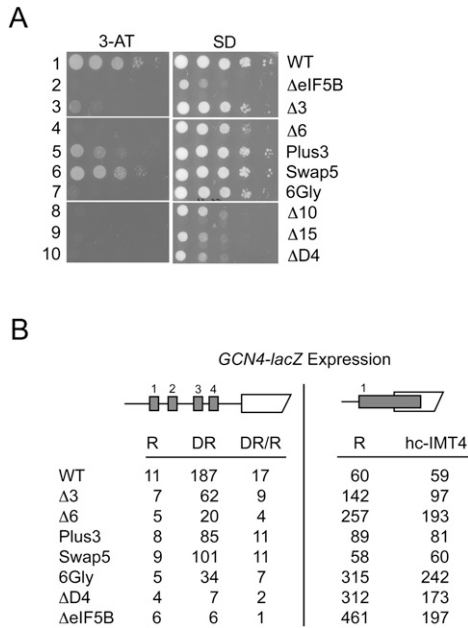 A
3-AT SD
1 WT
2 ΔeIF5B
3 Δ3
4 Δ6
5 Plus3
6 Swap5
7 6Gly
8 Δ10
9 Δ15
10 ΔD4
B
GCN4-lacZ Expression
1 2 3 4 1
R DR DR/R R hc-IMT4
WT 11 187 17 60 59
Δ3 7 62 9 142 97
Δ6 5 20 4 257 193
Plus3 8 85 11 89 81
Swap5 9 101 11 58 60
6Gly 5 34 7 315 242
ΔD4 4 7 2 312 173
ΔeIF5B 6 6 1 461 197